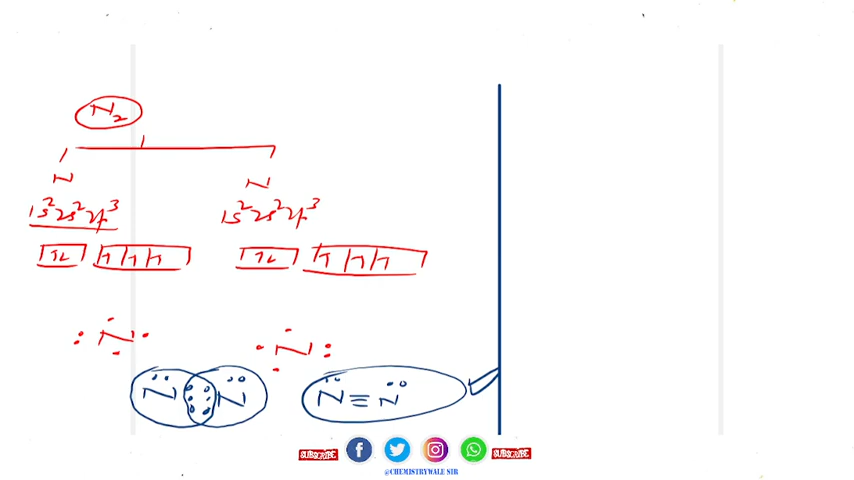 N₂
N N
1s²2s²2p³ 1s²2s²2p³
N N
N N N≡N
SUBSCRIBE SUBSCRIBE
@CHEMISTRYWALE SIR